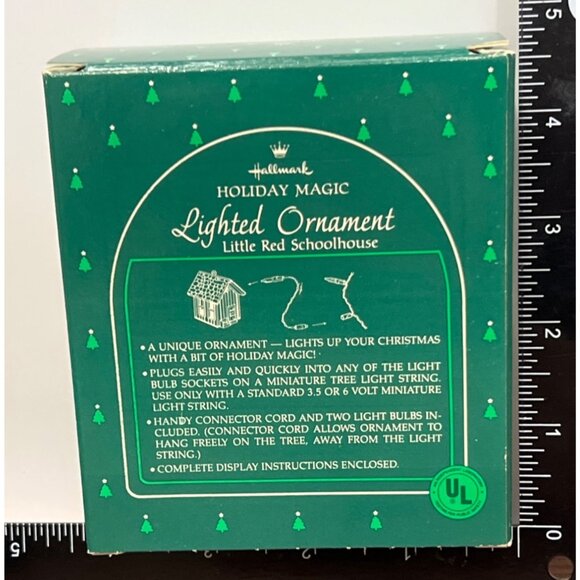 Hallmark
HOLIDAY MAGIC
Lighted Ornament
Little Red Schoolhouse
• A UNIQUE ORNAMENT — LIGHTS UP YOUR CHRISTMAS
WITH A BIT OF HOLIDAY MAGIC!
• PLUGS EASILY AND QUICKLY INTO ANY OF THE LIGHT
BULB SOCKETS ON A MINIATURE TREE LIGHT STRING.
USE ONLY WITH A STANDARD 3.5 OR 6 VOLT MINIATURE
LIGHT STRING.
• HANDY CONNECTOR CORD AND TWO LIGHT BULBS IN-
CLUDED. (CONNECTOR CORD ALLOWS ORNAMENT TO
HANG FREELY ON THE TREE, AWAY FROM THE LIGHT
STRING.)
• COMPLETE DISPLAY INSTRUCTIONS ENCLOSED.
UL
5
4
3
2
1
0
5